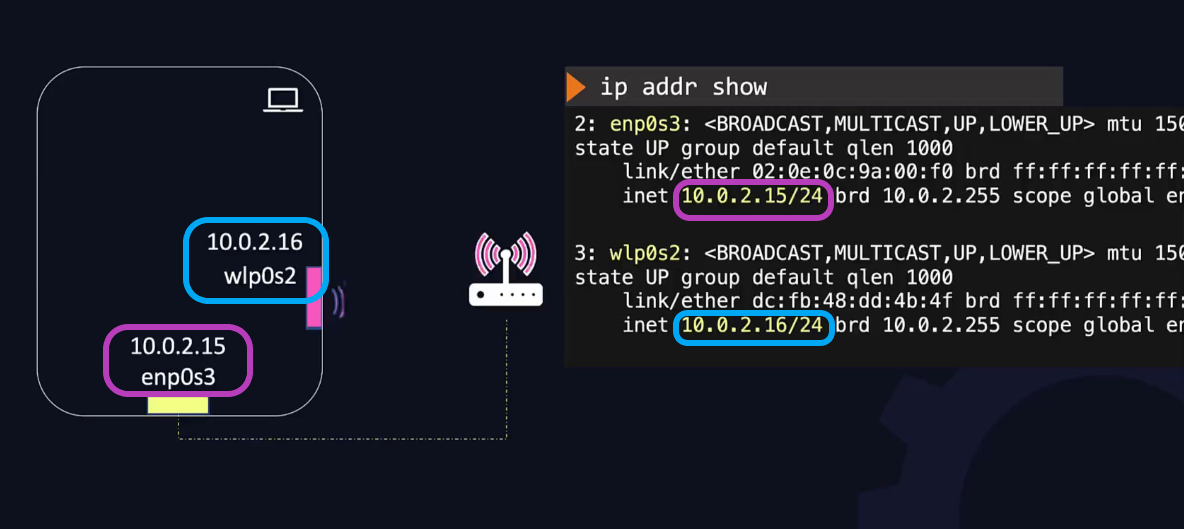 10.0.2.16
wlp0s2
10.0.2.15
enp0s3
ip addr show
2: enp0s3: <BROADCAST,MULTICAST,UP,LOWER_UP> mtu 150
state UP group default qlen 1000
link/ether 02:0e:0c:9a:00:f0 brd ff:ff:ff:ff:ff:
inet 10.0.2.15/24 brd 10.0.2.255 scope global en
3: wlp0s2: <BROADCAST,MULTICAST,UP,LOWER_UP> mtu 150
state UP group default qlen 1000
link/ether dc:fb:48:dd:4b:4f brd ff:ff:ff:ff:ff:
inet 10.0.2.16/24 brd 10.0.2.255 scope global en